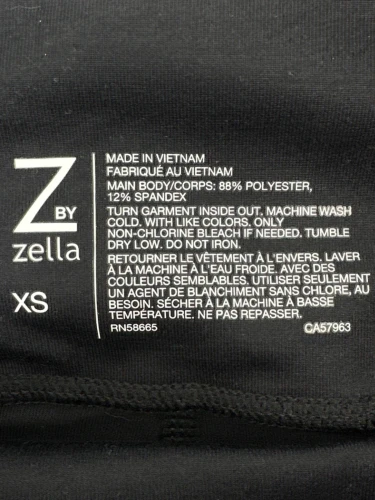 Z BY
zella
XS
MADE IN VIETNAM
FABRIQUÉ AU VIETNAM
MAIN BODY/CORPS: 88% POLYESTER,
12% SPANDEX
TURN GARMENT INSIDE OUT. MACHINE WASH
COLD. WITH LIKE COLORS. ONLY
NON-CHLORINE BLEACH IF NEEDED. TUMBLE
DRY LOW. DO NOT IRON.
RETOURNER LE VÊTEMENT À L'ENVERS. LAVER
À LA MACHINE À L'EAU FROIDE. AVEC DES
COULEURS SEMBLABLES. UTILISER SEULEMENT
UN AGENT DE BLANCHIMENT SANS CHLORE, AU
BESOIN. SÉCHER À LA MACHINE À BASSE
TEMPÉRATURE. NE PAS REPASSER.
RN58665 CA57963